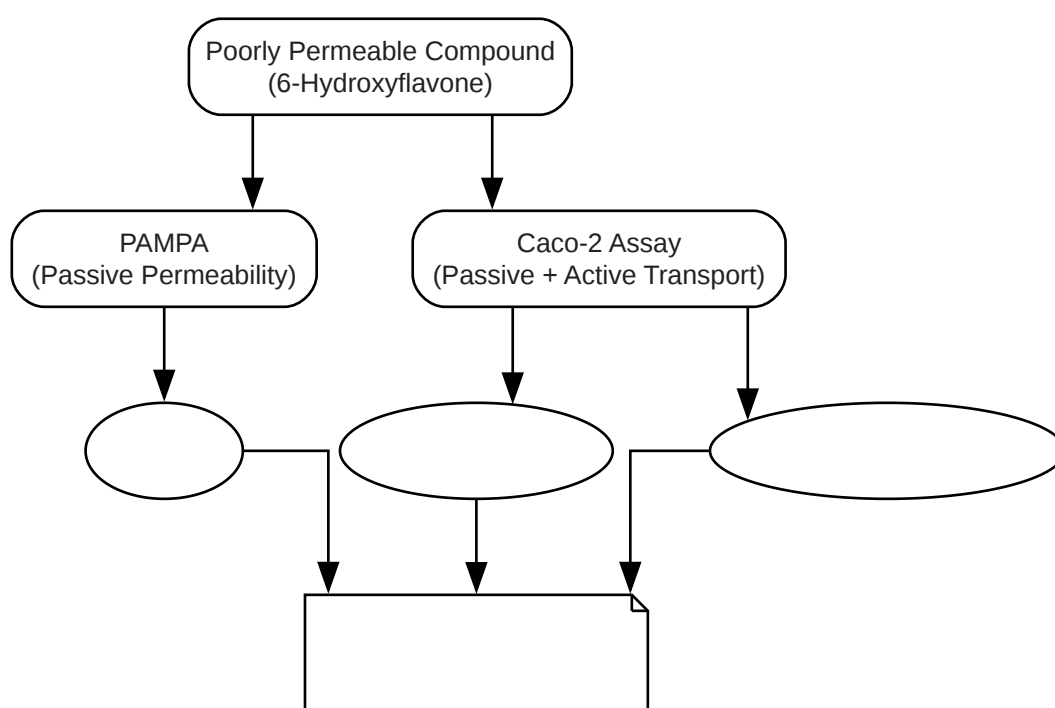 Poorly Permeable Compound
(6-Hydroxyflavone)
PAMPA
(Passive Permeability)
Caco-2 Assay
(Passive + Active Transport)